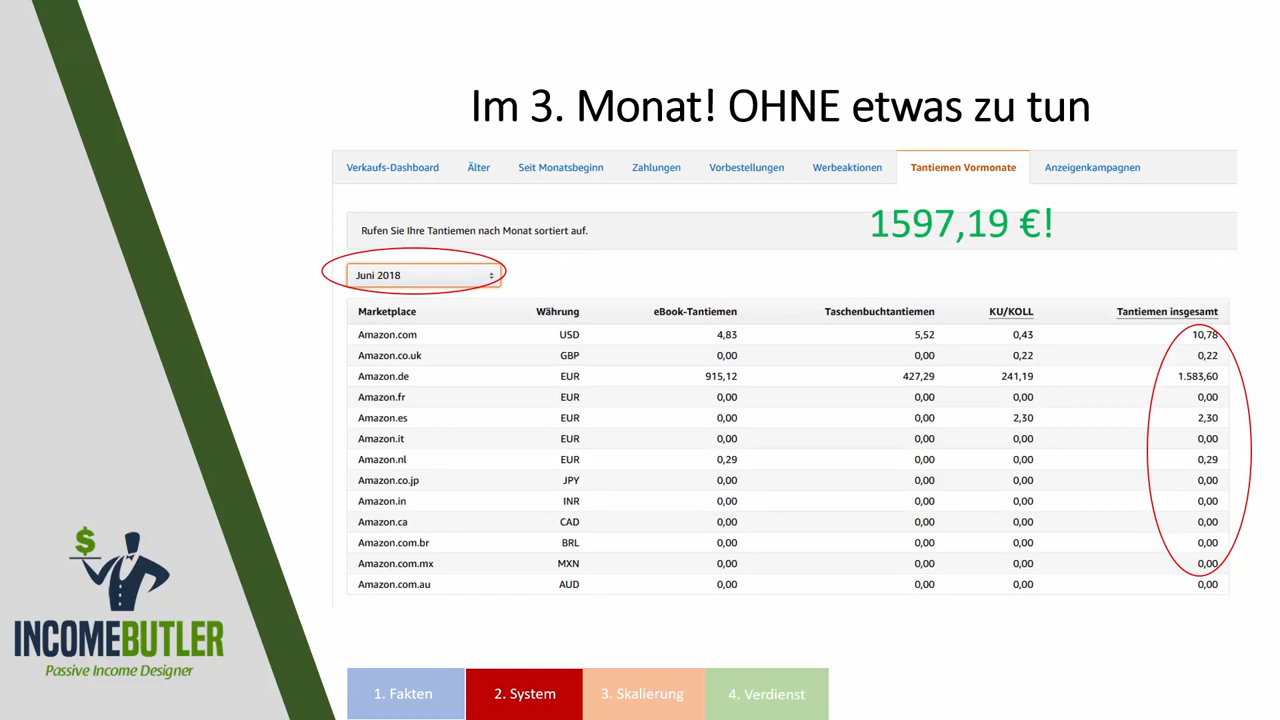 Im 3. Monat! OHNE etwas zu tun
Verkaufs-Dashboard Älter Seit Monatsbeginn Zahlungen Vorbestellungen Werbeaktionen Tantiemen Vormonate Anzeigenkampagnen
1597,19 €!
Rufen Sie Ihre Tantiemen nach Monat sortiert auf.
Juni 2018
Marketplace Währung eBook-Tantiemen Taschenbuchtantiemen KU/KOLL Tantiemen insgesamt
Amazon.com USD 4,83 5,52 0,43 10,78
Amazon.co.uk GBP 0,00 0,00 0,22 0,22
Amazon.de EUR 915,12 427,29 241,19 1.583,60
Amazon.fr EUR 0,00 0,00 0,00 0,00
Amazon.es EUR 0,00 0,00 2,30 2,30
Amazon.it EUR 0,00 0,00 0,00 0,00
Amazon.nl EUR 0,29 0,00 0,00 0,29
Amazon.co.jp JPY 0,00 0,00 0,00 0,00
Amazon.in INR 0,00 0,00 0,00 0,00
Amazon.ca CAD 0,00 0,00 0,00 0,00
Amazon.com.br BRL 0,00 0,00 0,00 0,00
Amazon.com.mx MXN 0,00 0,00 0,00 0,00
Amazon.com.au AUD 0,00 0,00 0,00 0,00
$
INCOMEBUTLER
Passive Income Designer
1. Fakten 2. System 3. Skalierung 4. Verdienst